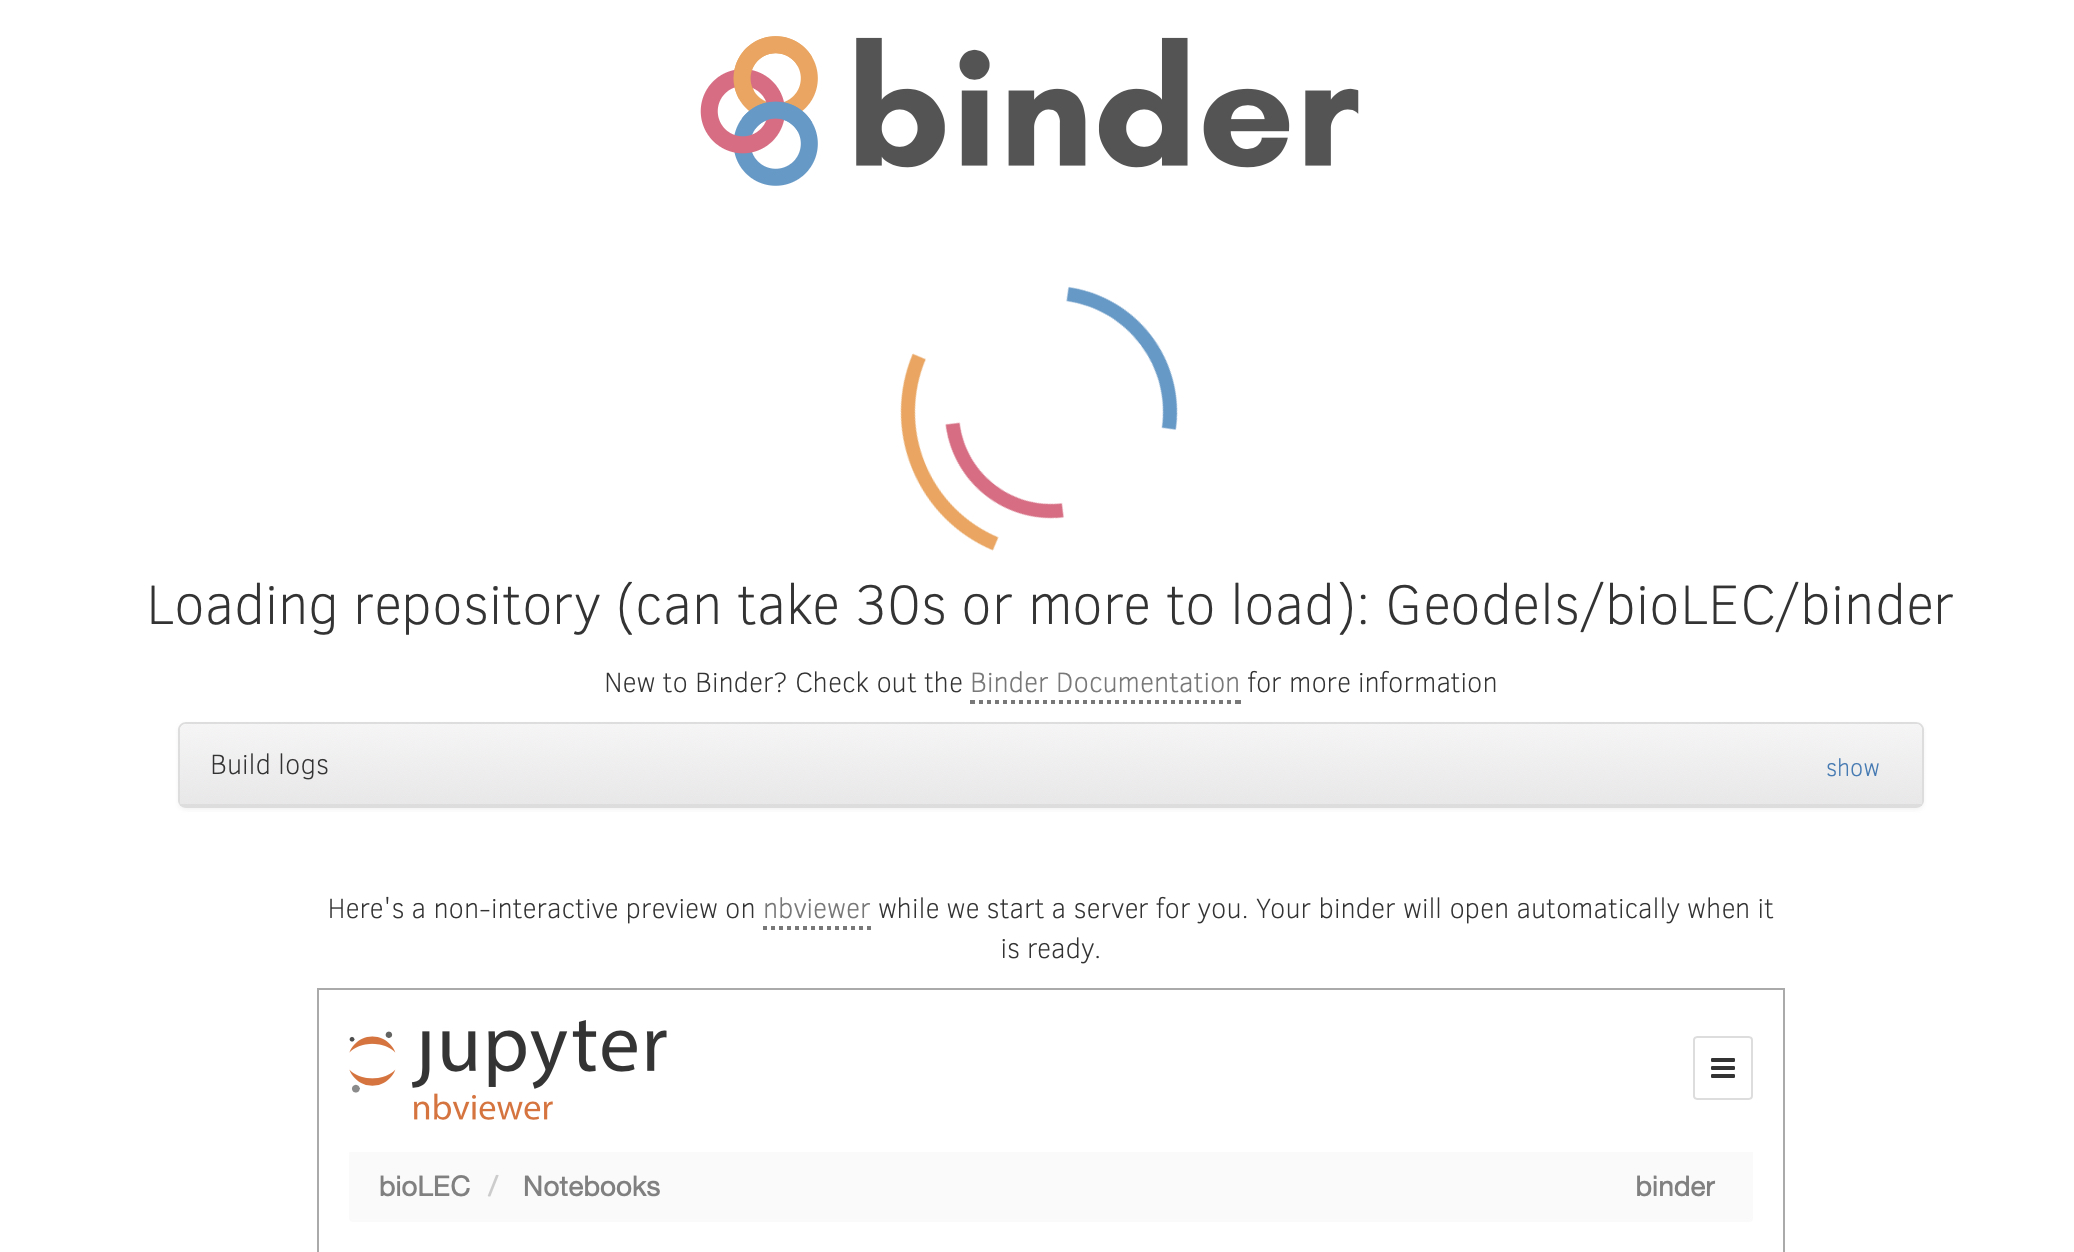 binder
Loading repository (can take 30s or more to load): Geodels/bioLEC/binder
New to Binder? Check out the Binder Documentation for more information
Build logs show
Here's a non-interactive preview on nbviewer while we start a server for you. Your binder will open automatically when it
is ready.
jupyter
nbviewer
bioLEC / Notebooks binder